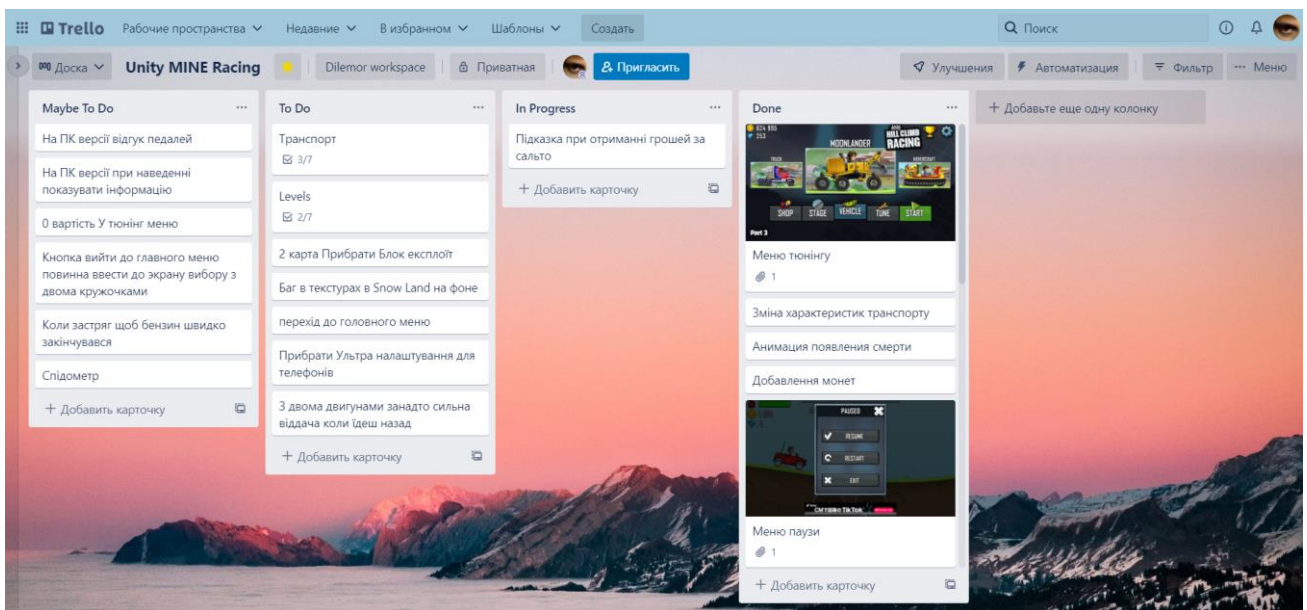 Trello Рабочие пространства Недавние В избранном Шаблоны Создать Поиск
Доска Unity MINE Racing Dilemor workspace Приватная Пригласить Улучшения Автоматизация Фильтр Меню
Maybe To Do
На ПК версії відгук педалей
На ПК версії при наведенні
показувати інформацію
0 вартість У тюнінг меню
Кнопка вийти до главного меню
повинна ввести до экрану вибору з
двома кружочками
Коли застряг щоб бензин швидко
закінчувався
Спідометр
Добавить карточку
To Do
Транспорт
3/7
Levels
2/7
2 карта Прибрати Блок експлоїт
Баг в текстурах в Snow Land на фоне
перехід до головного меню
Прибрати Ультра налаштування для
телефонів
З двома двигунами занадто сильна
віддача коли їдеш назад
Добавить карточку
In Progress
Підказка при отриманні грошей за
сальто
Добавить карточку
Done
HILL CLIMB
RACING
MOONLANDER
TRUCK
HOVERCRAFT
SHOP STAGE VEHICLE TUNE START
Part 3
Меню тюнінгу
1
Зміна характеристик транспорту
Анимация появления смерти
Добавлення монет
PAUSED
RESUME
RESTART
EXIT
Меню паузи
1
Добавить карточку
Добавьте еще одну колонку